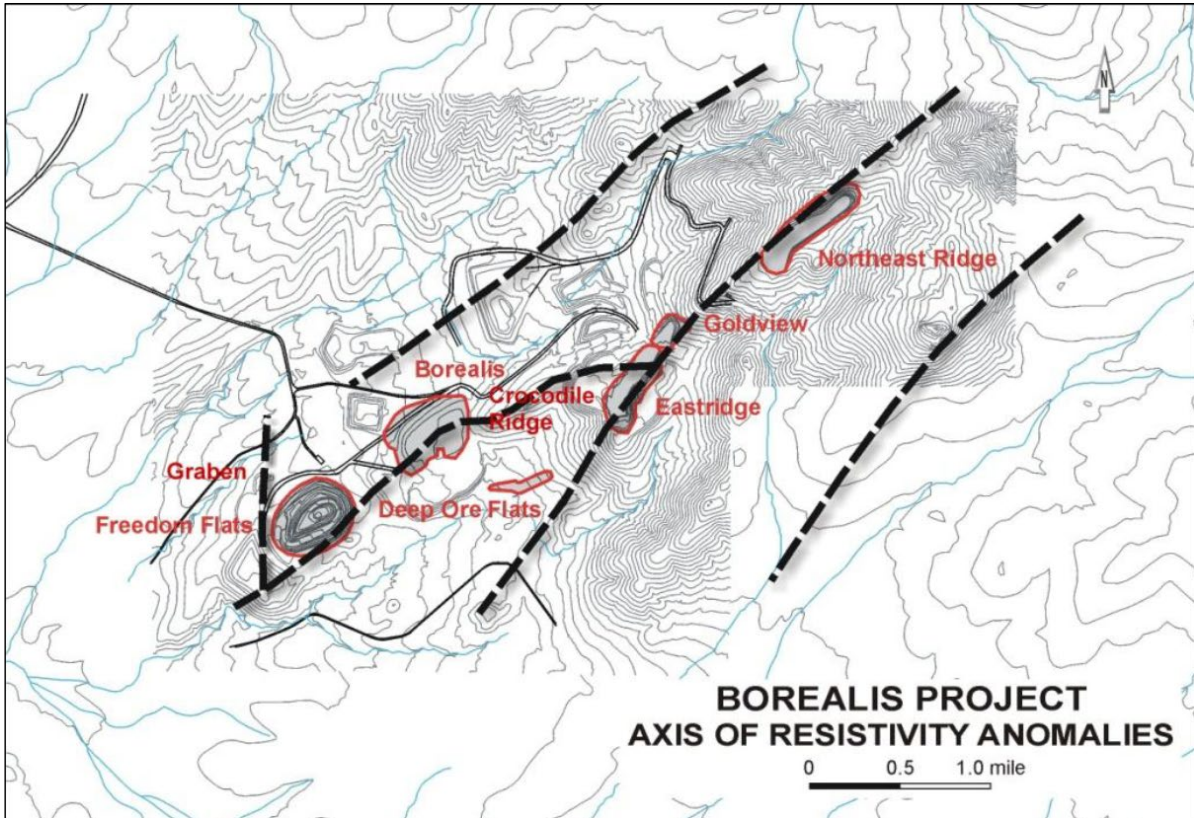 N
Northeast Ridge
Goldview
Borealis
Crocodile
Ridge
Eastridge
Graben
Deep Ore Flats
Freedom Flats
BOREALIS PROJECT
AXIS OF RESISTIVITY ANOMALIES
0 0.5 1.0 mile